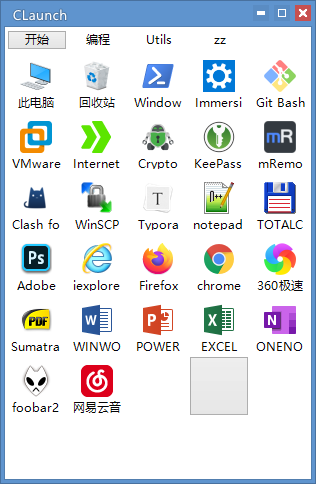 CLaunch
开始 编程 Utils zz
此电脑 回收站 Window Immersi Git Bash
VMware Internet Crypto KeePass mRemo
Clash fo WinSCP Typora notepad TOTALC
Adobe iexplore Firefox chrome 360极速
Sumatra WINWO POWER EXCEL ONENO
foobar2 网易云音